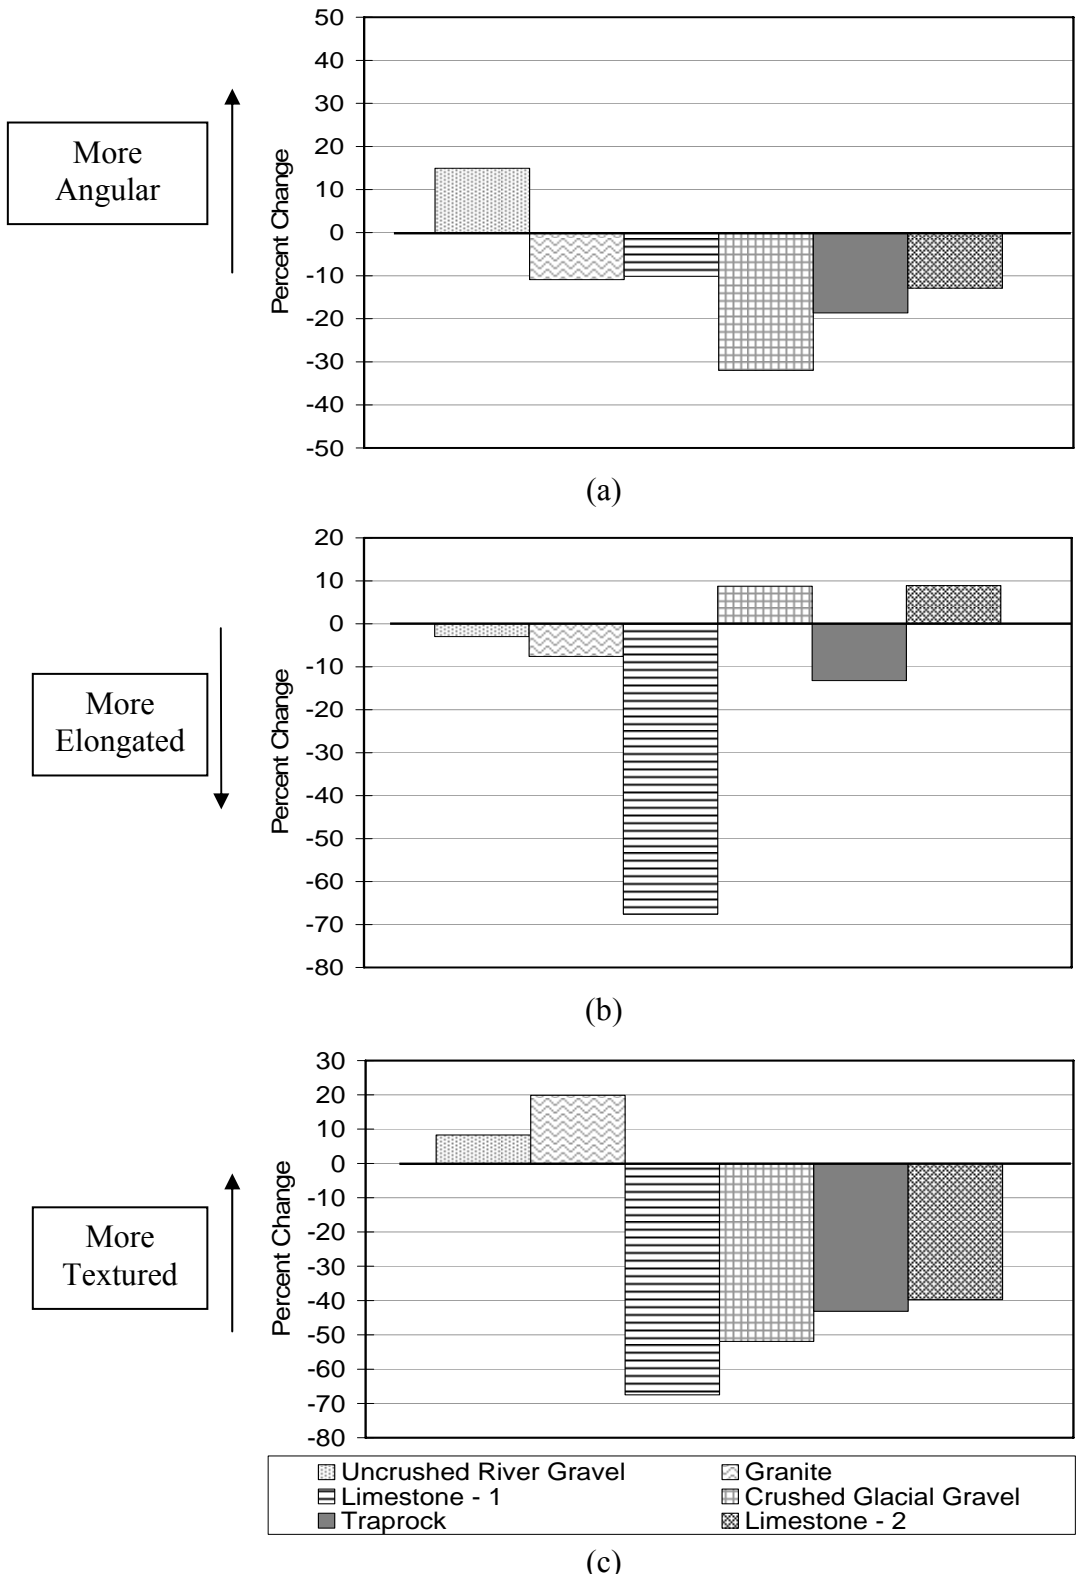 50
40
30
20
10
0
-10
-20
-30
-40
-50
Percent Change
More
Angular
(a)
20
10
0
-10
-20
-30
-40
-50
-60
-70
-80
Percent Change
More
Elongated
(b)
30
20
10
0
-10
-20
-30
-40
-50
-60
-70
-80
Percent Change
More
Textured
Uncrushed River Gravel Granite
Limestone - 1 Crushed Glacial Gravel
Traprock Limestone - 2
(c)